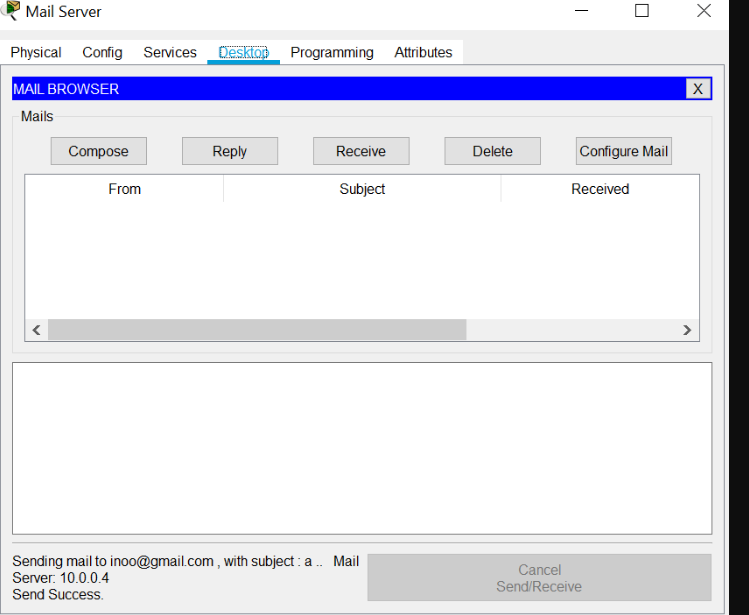 Mail Server
Physical Config Services Desktop Programming Attributes
MAIL BROWSER X
Mails
Compose Reply Receive Delete Configure Mail
From Subject Received
Sending mail to inoo@gmail.com , with subject : a .. Mail
Server: 10.0.0.4
Send Success.
Cancel
Send/Receive